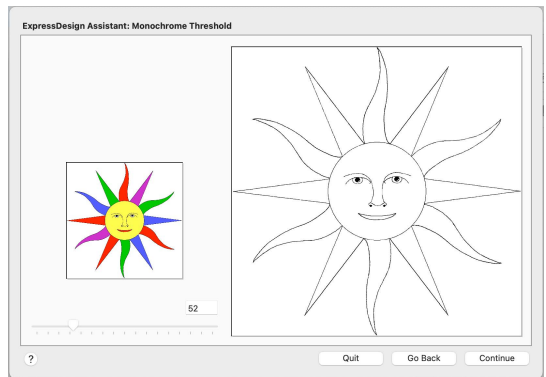 ExpressDesign Assistant: Monochrome Threshold
52
?
Quit
Go Back
Continue